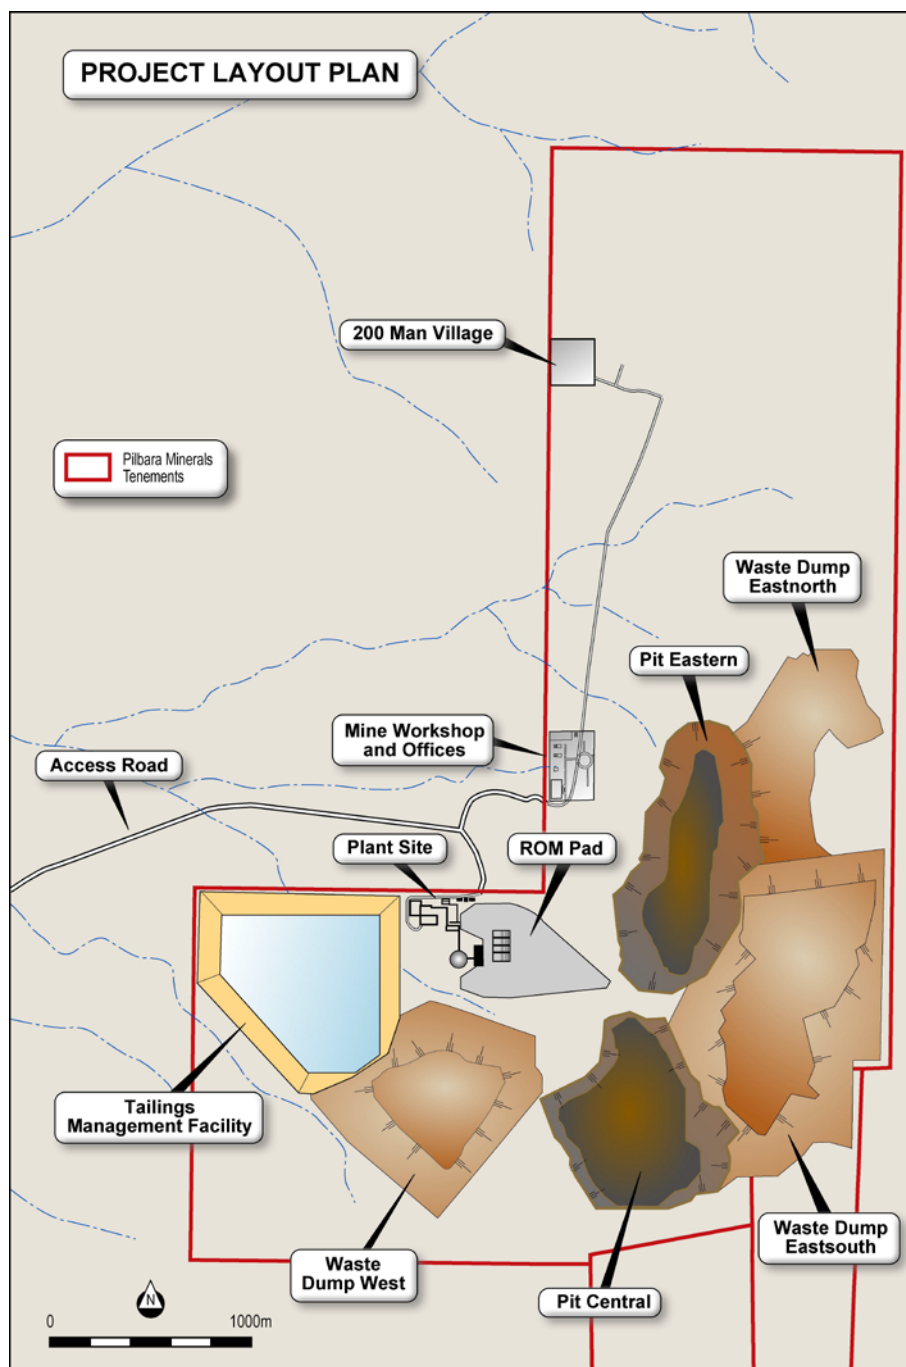 PROJECT LAYOUT PLAN
200 Man Village
Pilbara Minerals
Tenements
Waste Dump
Eastnorth
Pit Eastern
Mine Workshop
and Offices
Access Road
Plant Site
ROM Pad
Tailings
Management Facility
Waste Dump
Eastsouth
Waste
Dump West
Pit Central
N
0
1000m